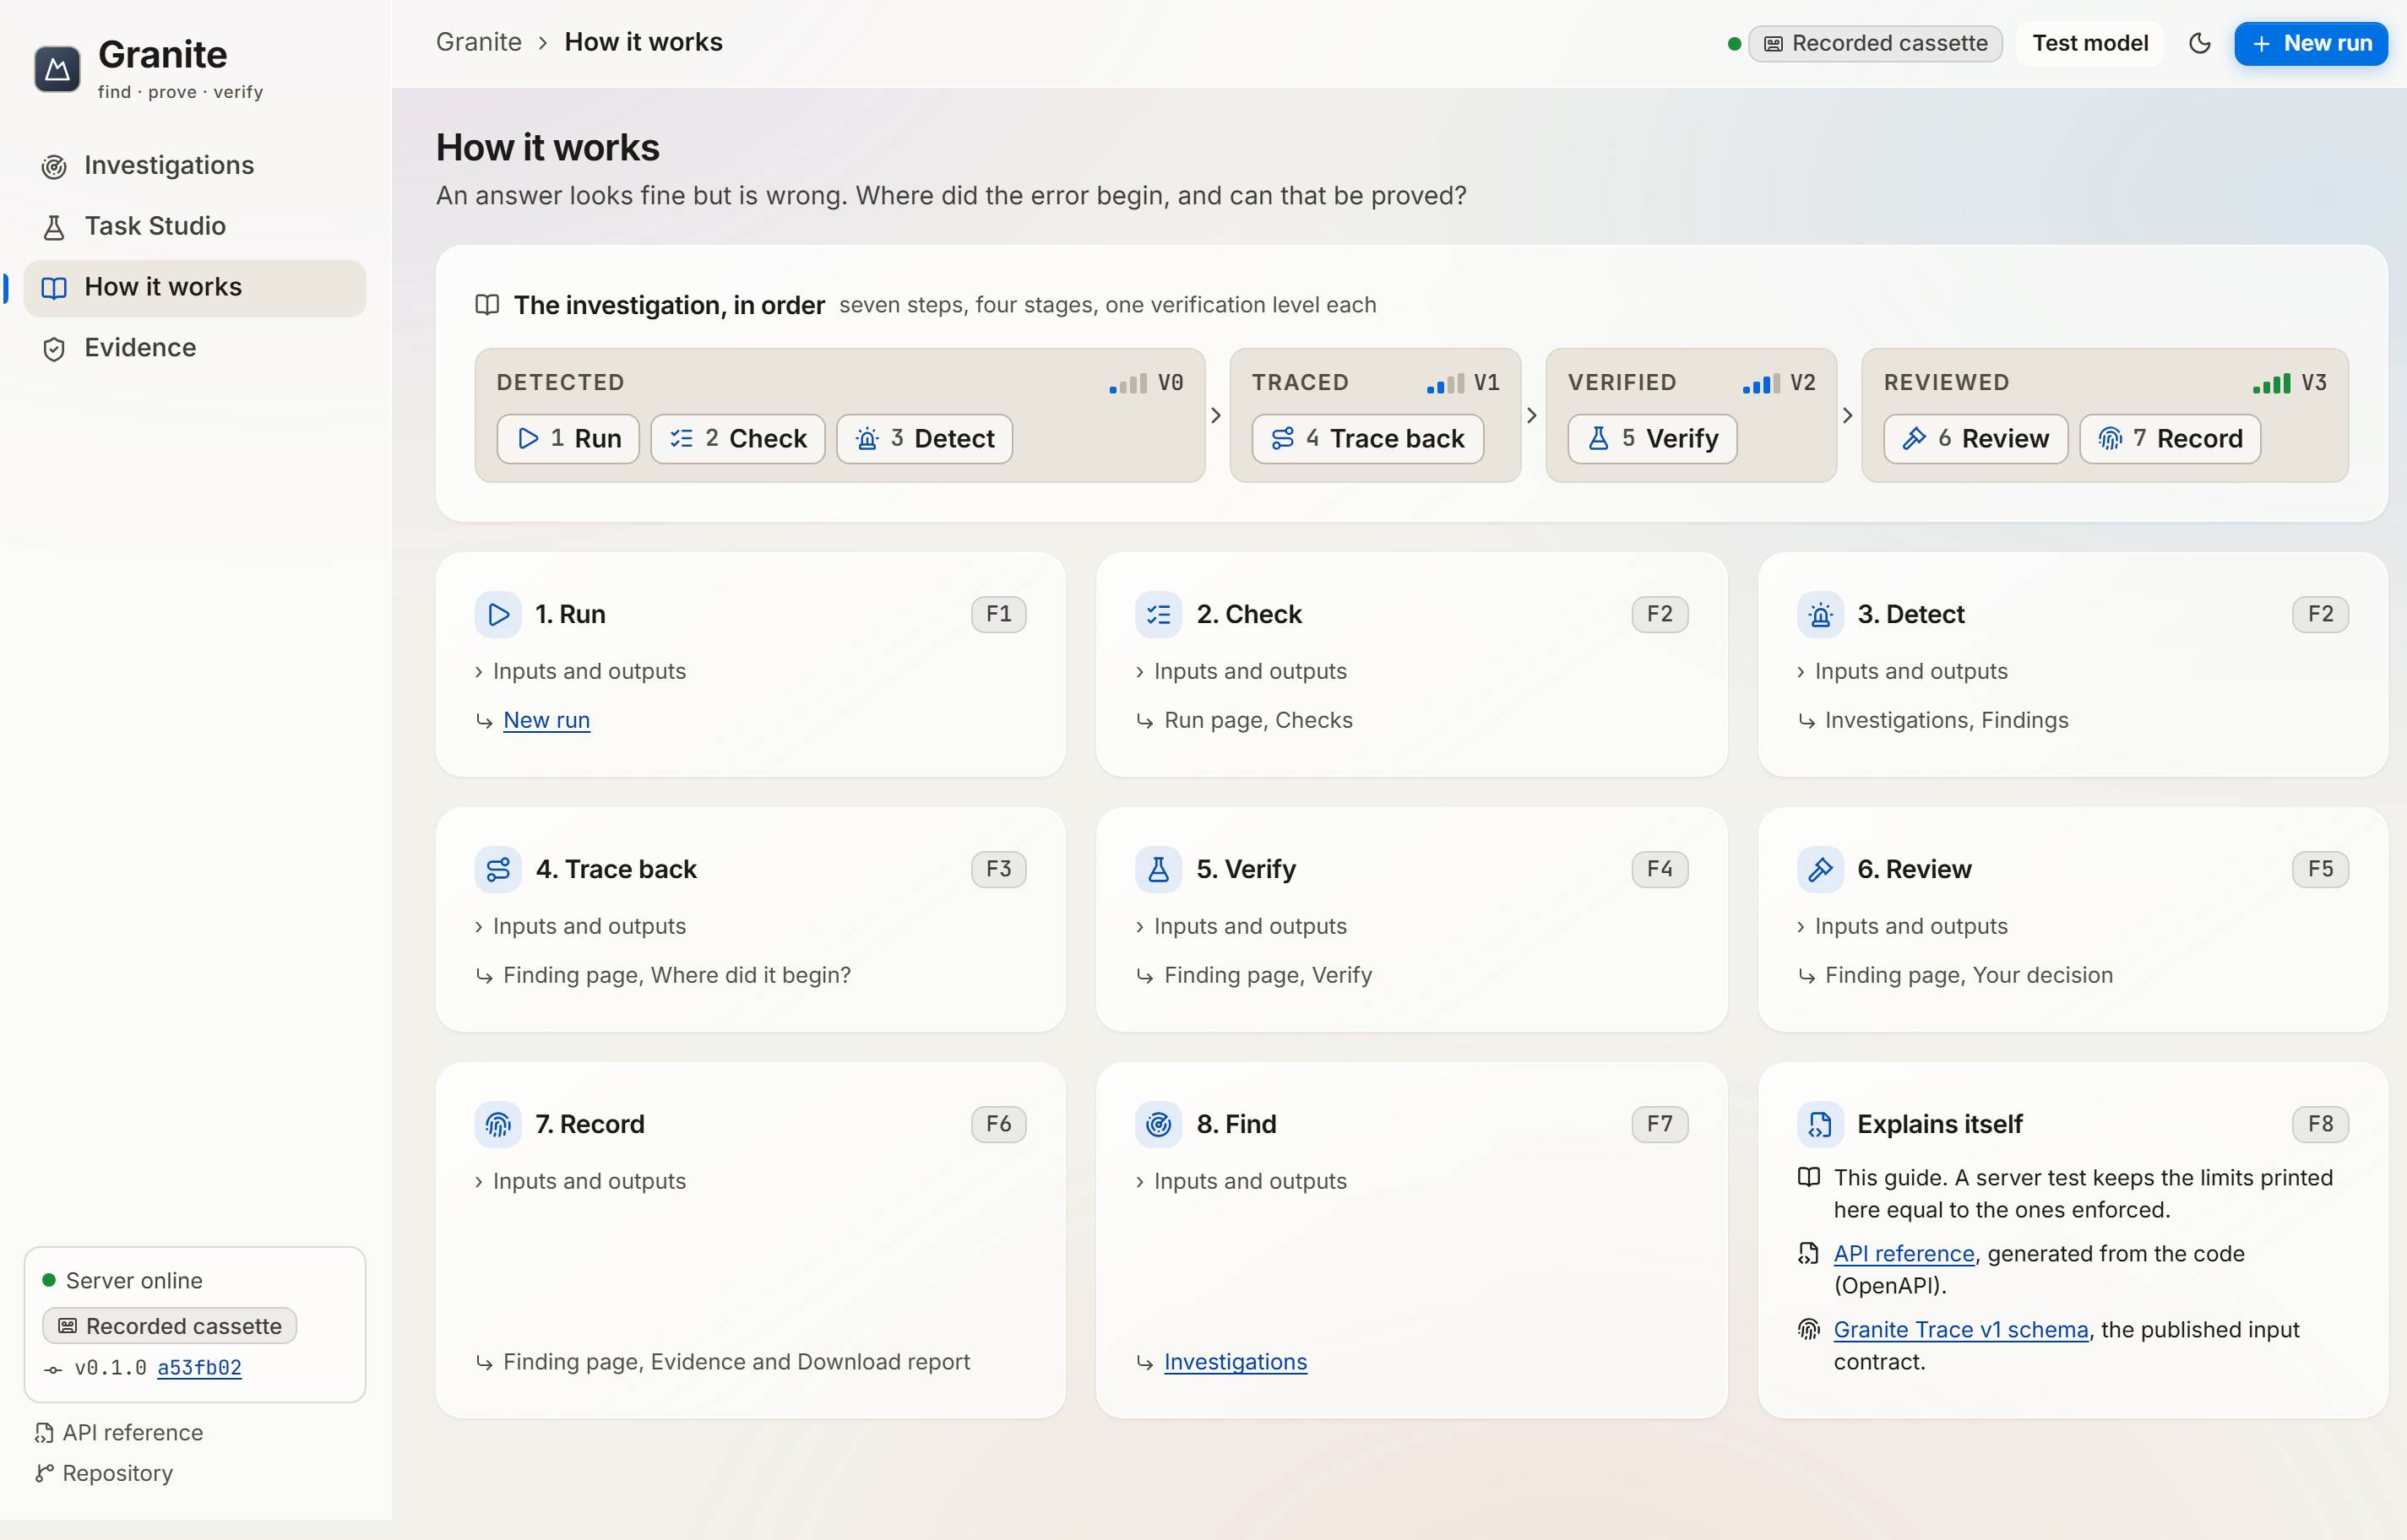 Granite
find · prove · verify
Investigations
Task Studio
How it works
Evidence
Server online
Recorded cassette
v0.1.0 a53fb02
API reference
Repository
Granite › How it works
Recorded cassette
Test model
New run
How it works
An answer looks fine but is wrong. Where did the error begin, and can that be proved?
The investigation, in order seven steps, four stages, one verification level each
DETECTED V0
1 Run 2 Check 3 Detect
TRACED V1
4 Trace back
VERIFIED V2
5 Verify
REVIEWED V3
6 Review 7 Record
1. Run F1
› Inputs and outputs
New run
2. Check F2
› Inputs and outputs
Run page, Checks
3. Detect F2
› Inputs and outputs
Investigations, Findings
4. Trace back F3
› Inputs and outputs
Finding page, Where did it begin?
5. Verify F4
› Inputs and outputs
Finding page, Verify
6. Review F5
› Inputs and outputs
Finding page, Your decision
7. Record F6
› Inputs and outputs
Finding page, Evidence and Download report
8. Find F7
› Inputs and outputs
Investigations
Explains itself F8
This guide. A server test keeps the limits printed
here equal to the ones enforced.
API reference, generated from the code
(OpenAPI).
Granite Trace v1 schema, the published input
contract.